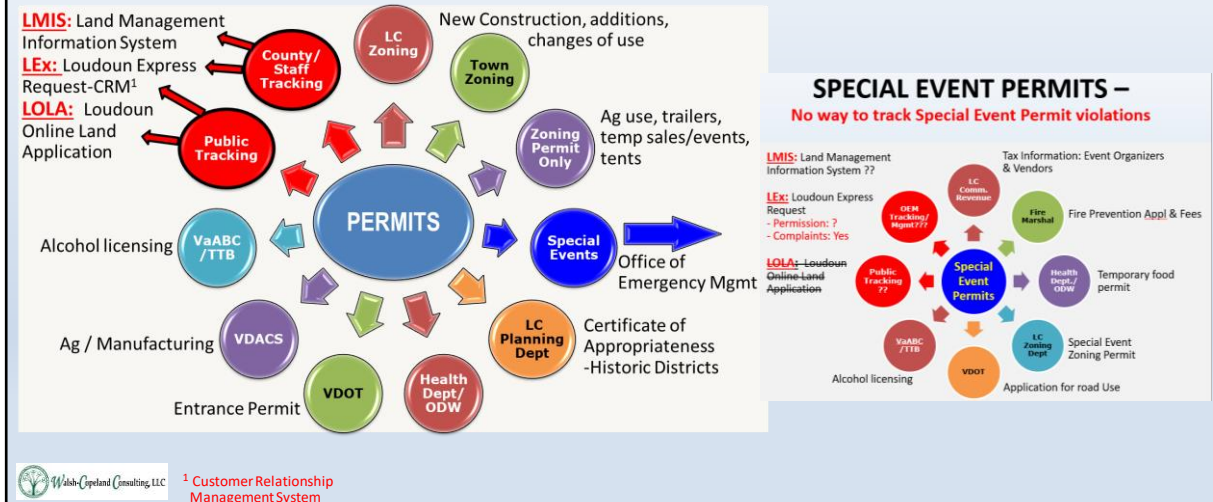 LMIS: Land Management
Information System
LEx: Loudoun Express
Request-CRM1
LOLA: Loudoun
Online Land
Application
County/
Staff
Tracking
Public
Tracking
LC
Zoning
New Construction, additions,
changes of use
Town
Zoning
Zoning
Permit
Only
Ag use, trailers,
temp sales/events,
tents
PERMITS
Special
Events
Office of
Emergency Mgmt
LC
Planning
Dept
Certificate of
Appropriateness
-Historic Districts
Health
Dept/
ODW
VDOT
Entrance Permit
VDACS
Ag / Manufacturing
VaABC
/TTB
Alcohol licensing
SPECIAL EVENT PERMITS –
No way to track Special Event Permit violations
LMIS: Land Management
Information System ??
LEx: Loudoun Express
Request
- Permission: ?
- Complaints: Yes
LOLA: Loudoun
Online Land
Application
OEM
Tracking/
Mgmt???
Public
Tracking
??
LC
Comm.
Revenue
Tax Information: Event Organizers
& Vendors
Fire
Marshal
Fire Prevention Appl & Fees
Special
Event
Permits
Health
Dept./
ODW
Temporary food
permit
LC
Zoning
Dept
Special Event
Zoning Permit
VDOT
Application for road Use
VaABC
/TTB
Alcohol licensing
Walsh-Copeland Consulting, LLC
1 Customer Relationship
Management System